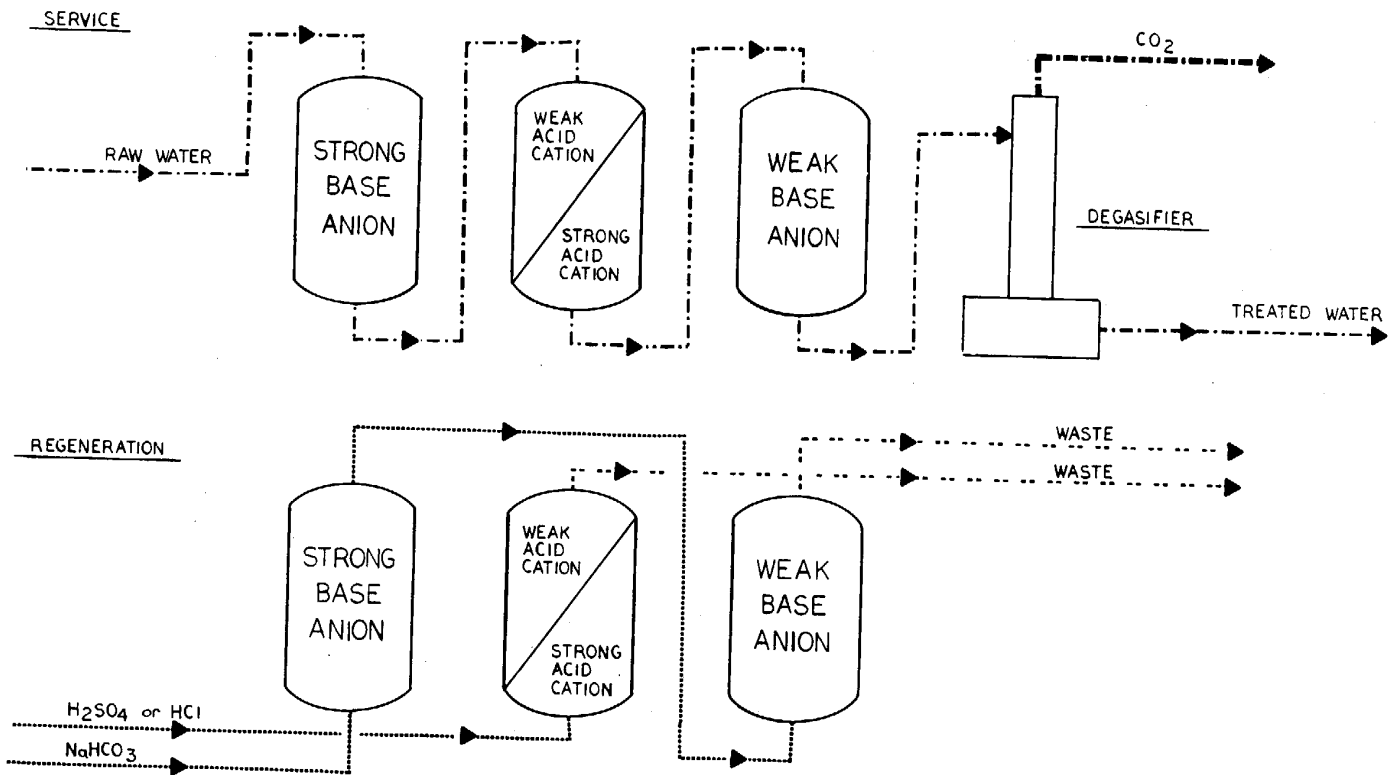 SERVICE
CO2
RAW WATER
STRONG
BASE
ANION
WEAK
ACID
CATION
STRONG
ACID
CATION
WEAK
BASE
ANION
DEGASIFIER
TREATED WATER
REGENERATION
WASTE
WASTE
STRONG
BASE
ANION
WEAK
ACID
CATION
STRONG
ACID
CATION
WEAK
BASE
ANION
H2SO4 or HCl
NaHCO3